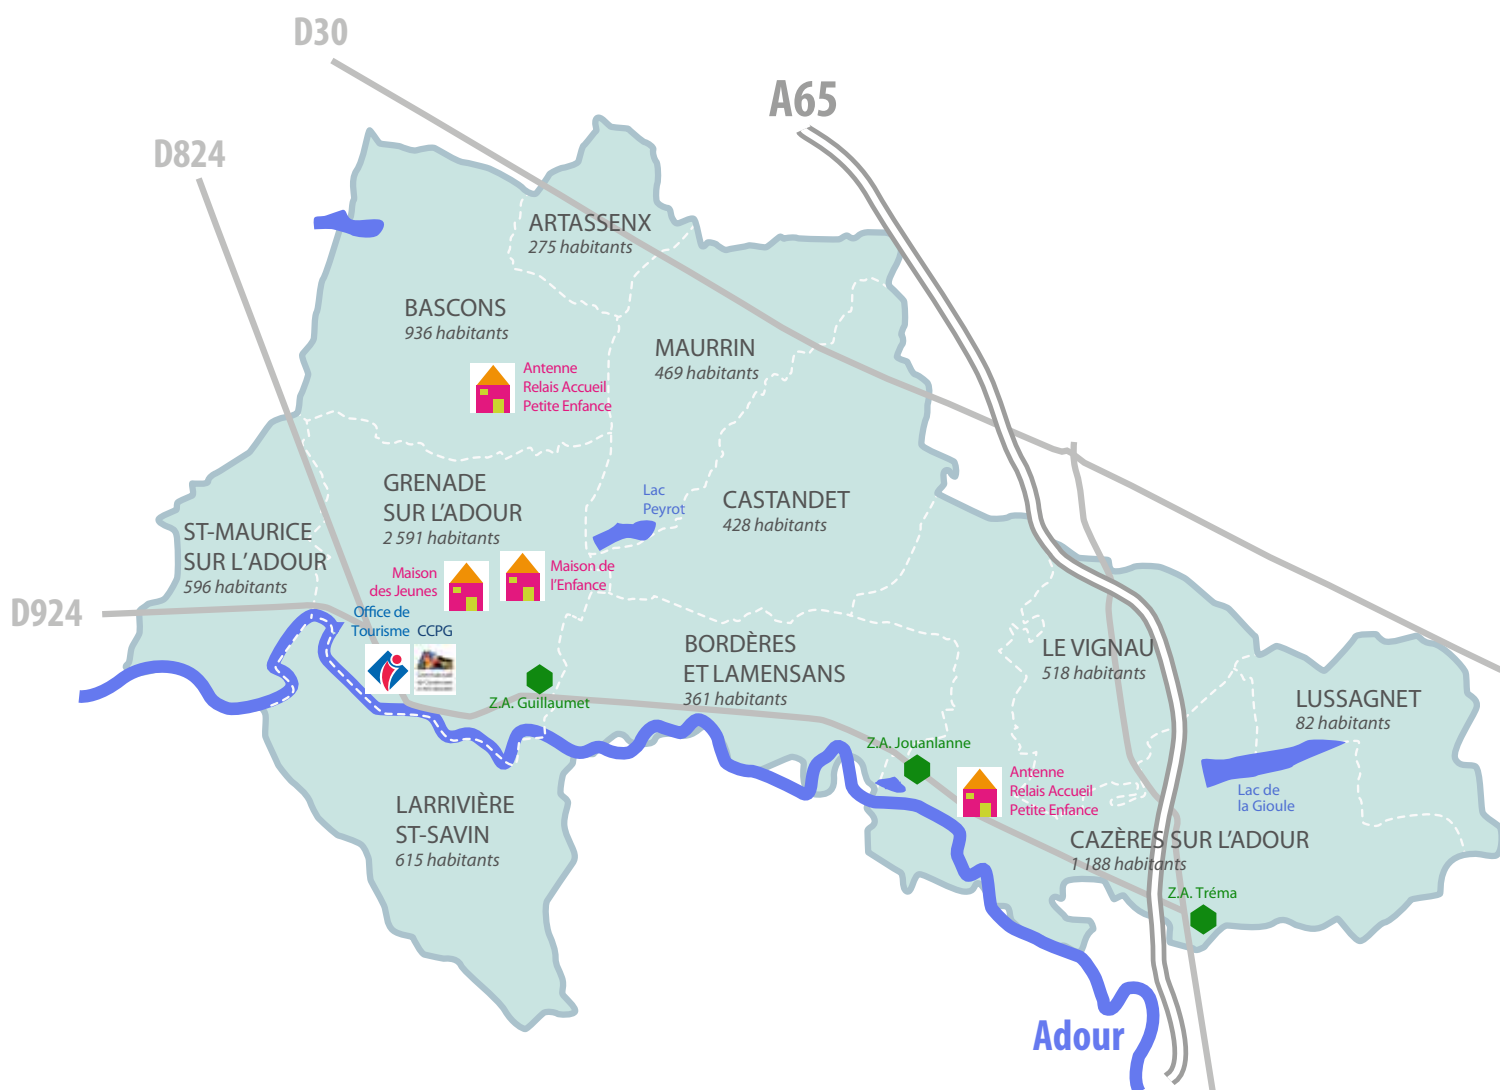 D30
A65
D824
ARTASSENX
275 habitants
BASCONS
936 habitants
MAURRIN
469 habitants
Antenne
Relais Accueil
Petite Enfance
GRENADE
SUR L’ADOUR
2 591 habitants
Lac
Peyrot
CASTANDET
428 habitants
ST-MAURICE
SUR L’ADOUR
596 habitants
Maison
des Jeunes
Maison de
l’Enfance
D924
Office de
Tourisme
CCPG
BORDÈRES
ET LAMENSANS
361 habitants
LE VIGNAU
518 habitants
LUSSAGNET
82 habitants
Z.A. Guillaumet
Z.A. Jouanlanne
Antenne
Relais Accueil
Petite Enfance
Lac de
la Gioule
LARRIVIÈRE
ST-SAVIN
615 habitants
CAZÈRES SUR L’ADOUR
1 188 habitants
Z.A. Tréma
Adour